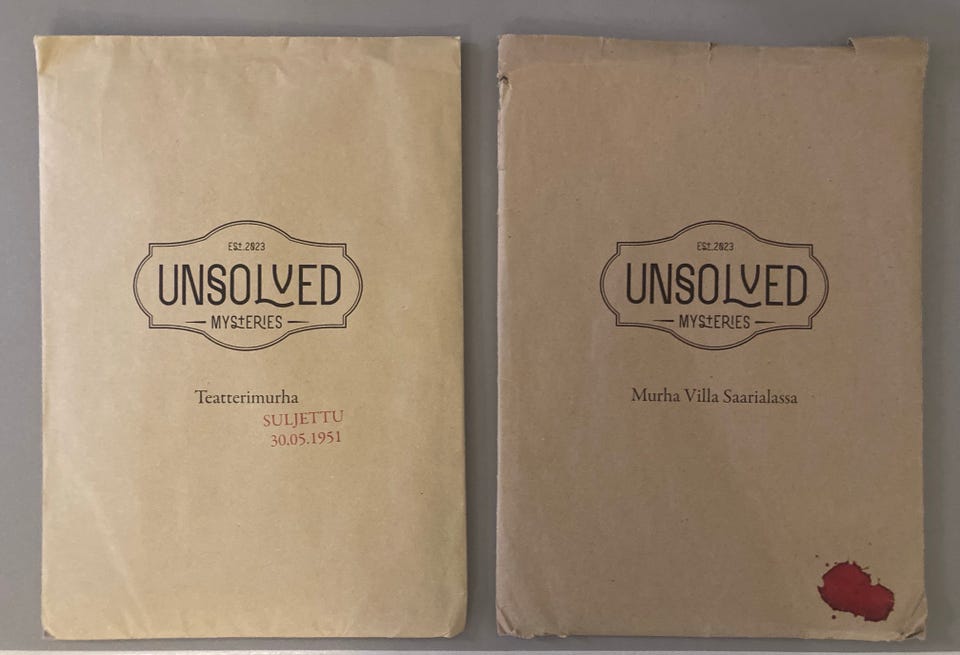 EST.2023
UNSOLVED
MYSTERIES
Teatterimurha
SULJETTU
30.05.1951
EST.2023
UNSOLVED
MYSTERIES
Murha Villa Saarialassa